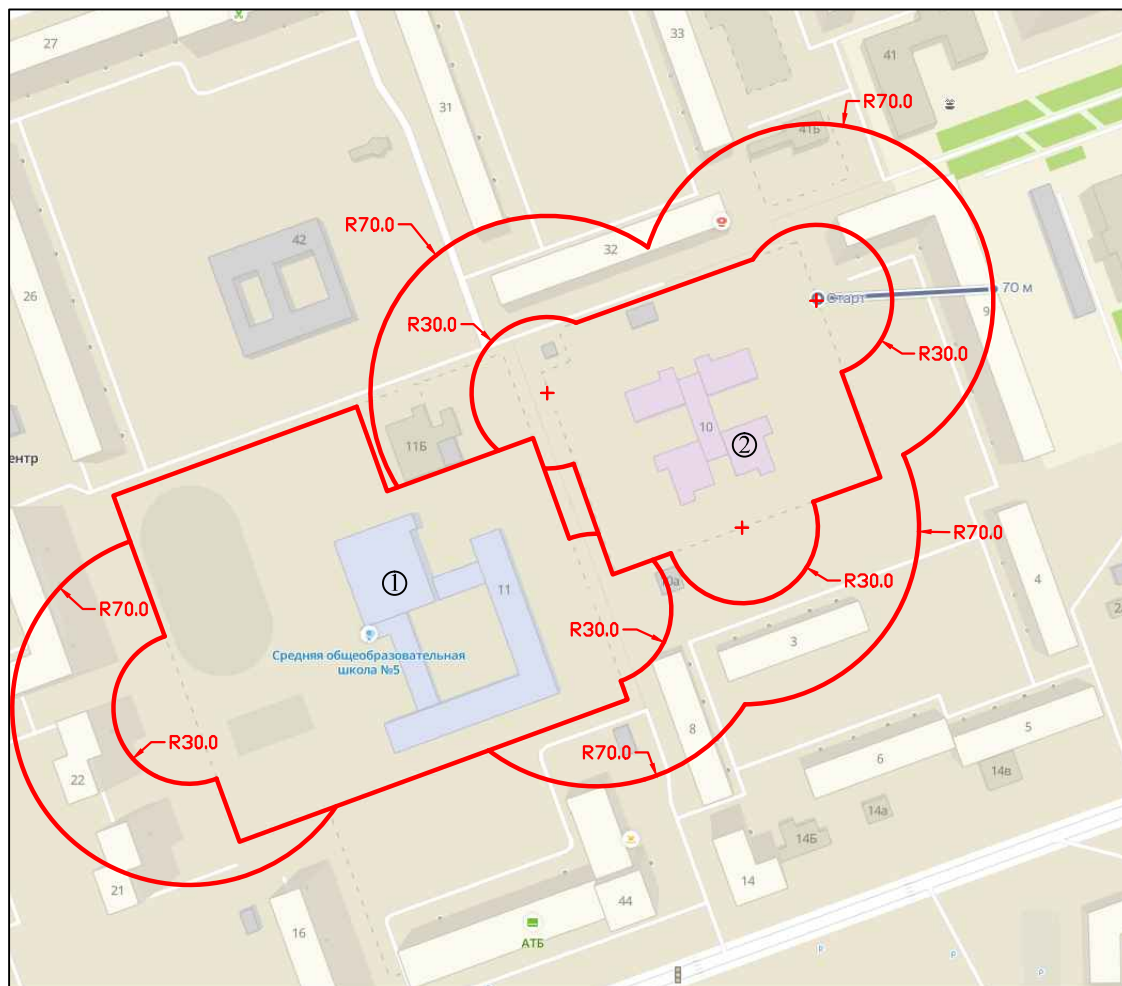 27
33
41
31
R70.0
41Б
R70.0
42
32
26
Старт
70 м
9
R30.0
R30.0
11Б
10
②
ентр
R70.0
4
①
11
10а
R30.0
R70.0
R30.0
3
Средняя общеобразовательная
школа №5
8
R30.0
R70.0
5
6
22
14в
14а
14Б
21
14
44
16
АТБ
P
P
P